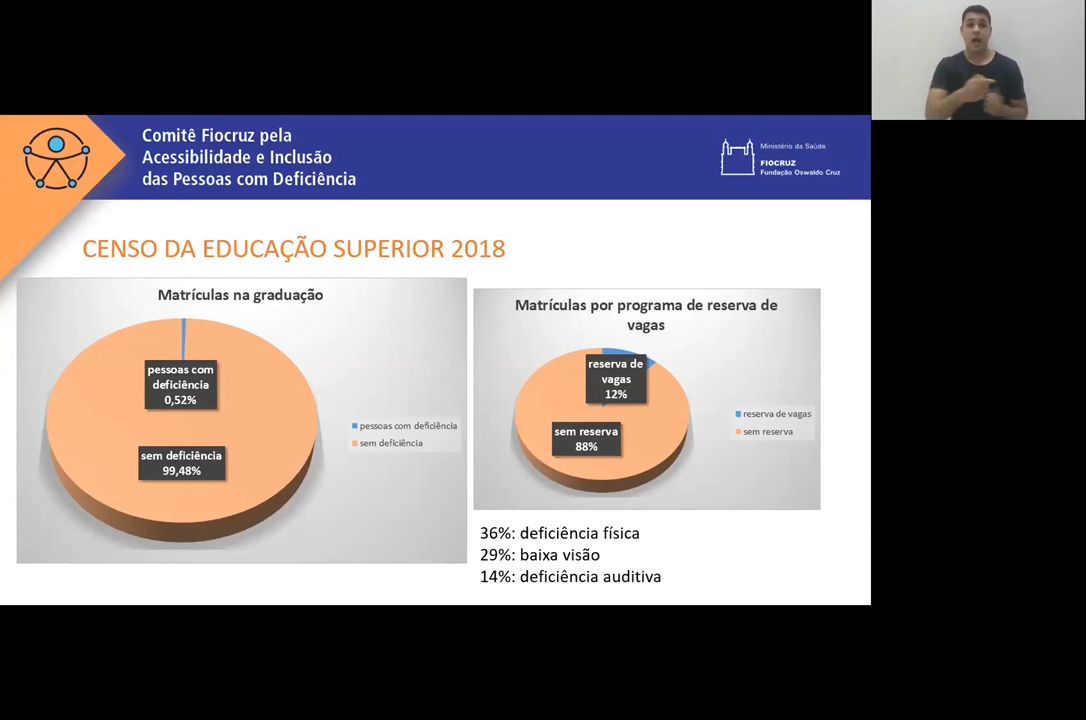 Comitê Fiocruz pela
Acessibilidade e Inclusão
das Pessoas com Deficiência
Ministério da Saúde
FIOCRUZ
Fundação Oswaldo Cruz
CENSO DA EDUCAÇÃO SUPERIOR 2018
Matrículas na graduação
pessoas com
deficiência
0,52%
sem deficiência
99,48%
pessoas com deficiência
sem deficiência
Matrículas por programa de reserva de
vagas
reserva de
vagas
12%
sem reserva
88%
reserva de vagas
sem reserva
36%: deficiência física
29%: baixa visão
14%: deficiência auditiva